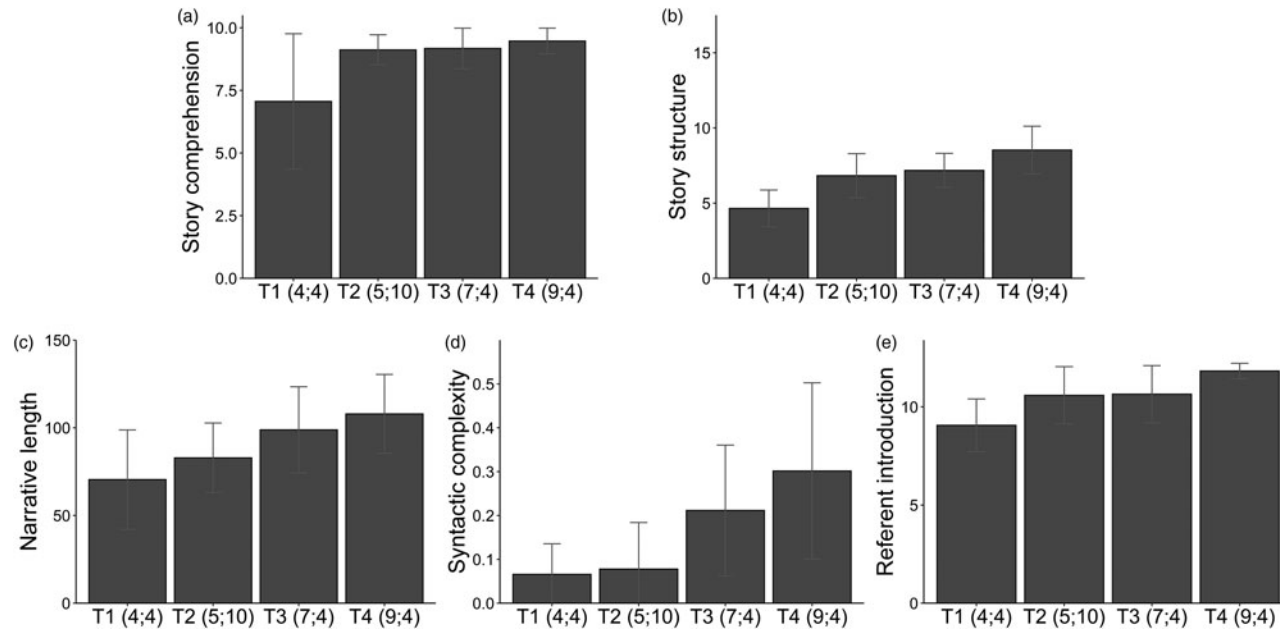 (a)
Story comprehension
10.0
7.5
5.0
2.5
0.0
T1 (4;4) T2 (5;10) T3 (7;4) T4 (9;4)
(b)
Story structure
15
10
5
0
T1 (4;4) T2 (5;10) T3 (7;4) T4 (9;4)
(c)
Narrative length
150
100
50
0
T1 (4;4) T2 (5;10) T3 (7;4) T4 (9;4)
(d)
Syntactic complexity
0.5
0.4
0.3
0.2
0.1
0.0
T1 (4;4) T2 (5;10) T3 (7;4) T4 (9;4)
(e)
Referent introduction
10
5
0
T1 (4;4) T2 (5;10) T3 (7;4) T4 (9;4)